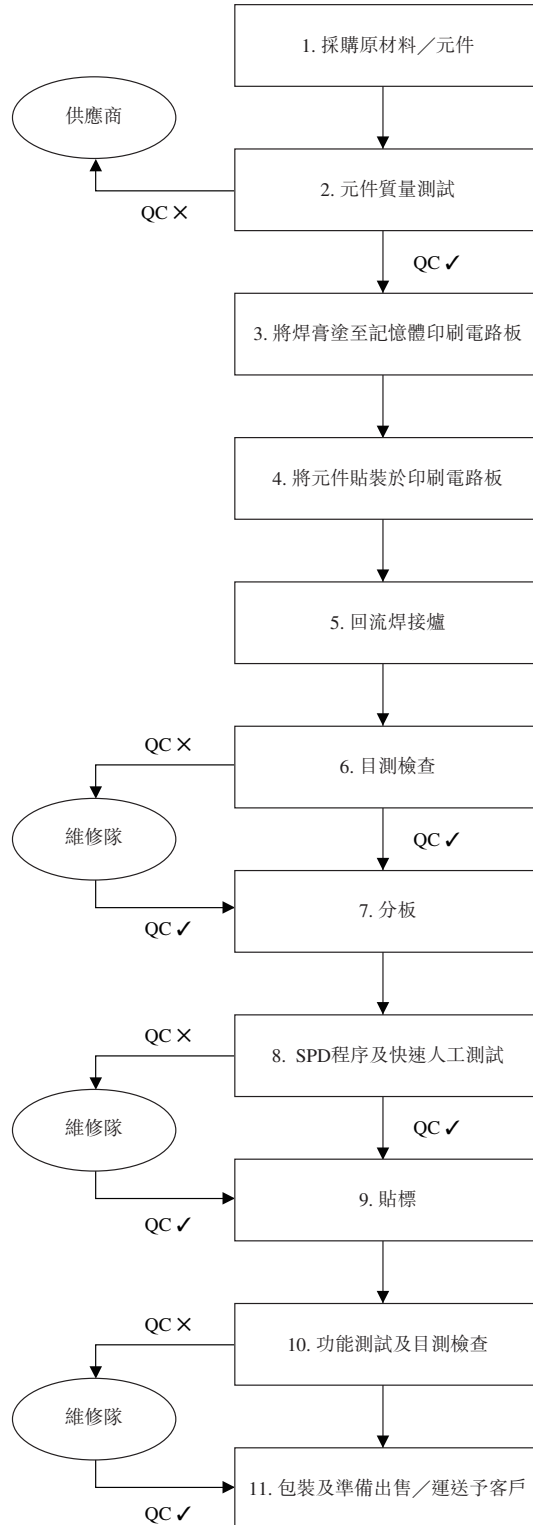 1. 採購原材料／元件
供應商
2. 元件質量測試
QC ✕
QC ✓
3. 將焊膏塗至記憶體印刷電路板
4. 將元件貼裝於印刷電路板
5. 回流焊接爐
QC ✕
6. 目測檢查
維修隊
QC ✓
7. 分板
QC ✓
QC ✕
8. SPD程序及快速人工測試
維修隊
QC ✓
9. 貼標
QC ✓
QC ✕
10. 功能測試及目測檢查
維修隊
11. 包裝及準備出售／運送予客戶
QC ✓